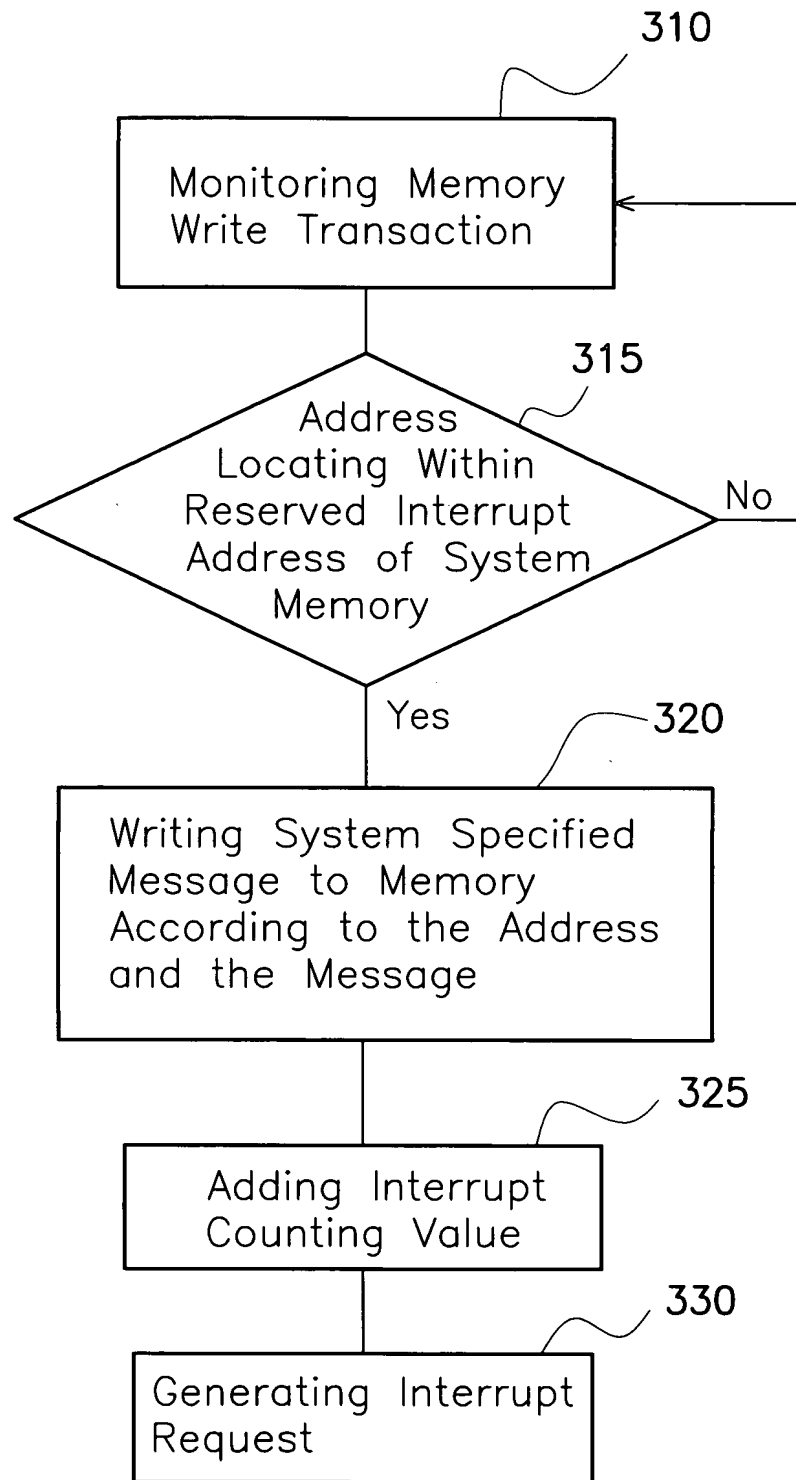 310
Monitoring Memory
Write Transaction
315
Address
Locating Within
Reserved Interrupt
Address of System
Memory
No
Yes
320
Writing System Specified
Message to Memory
According to the Address
and the Message
325
Adding Interrupt
Counting Value
330
Generating Interrupt
Request